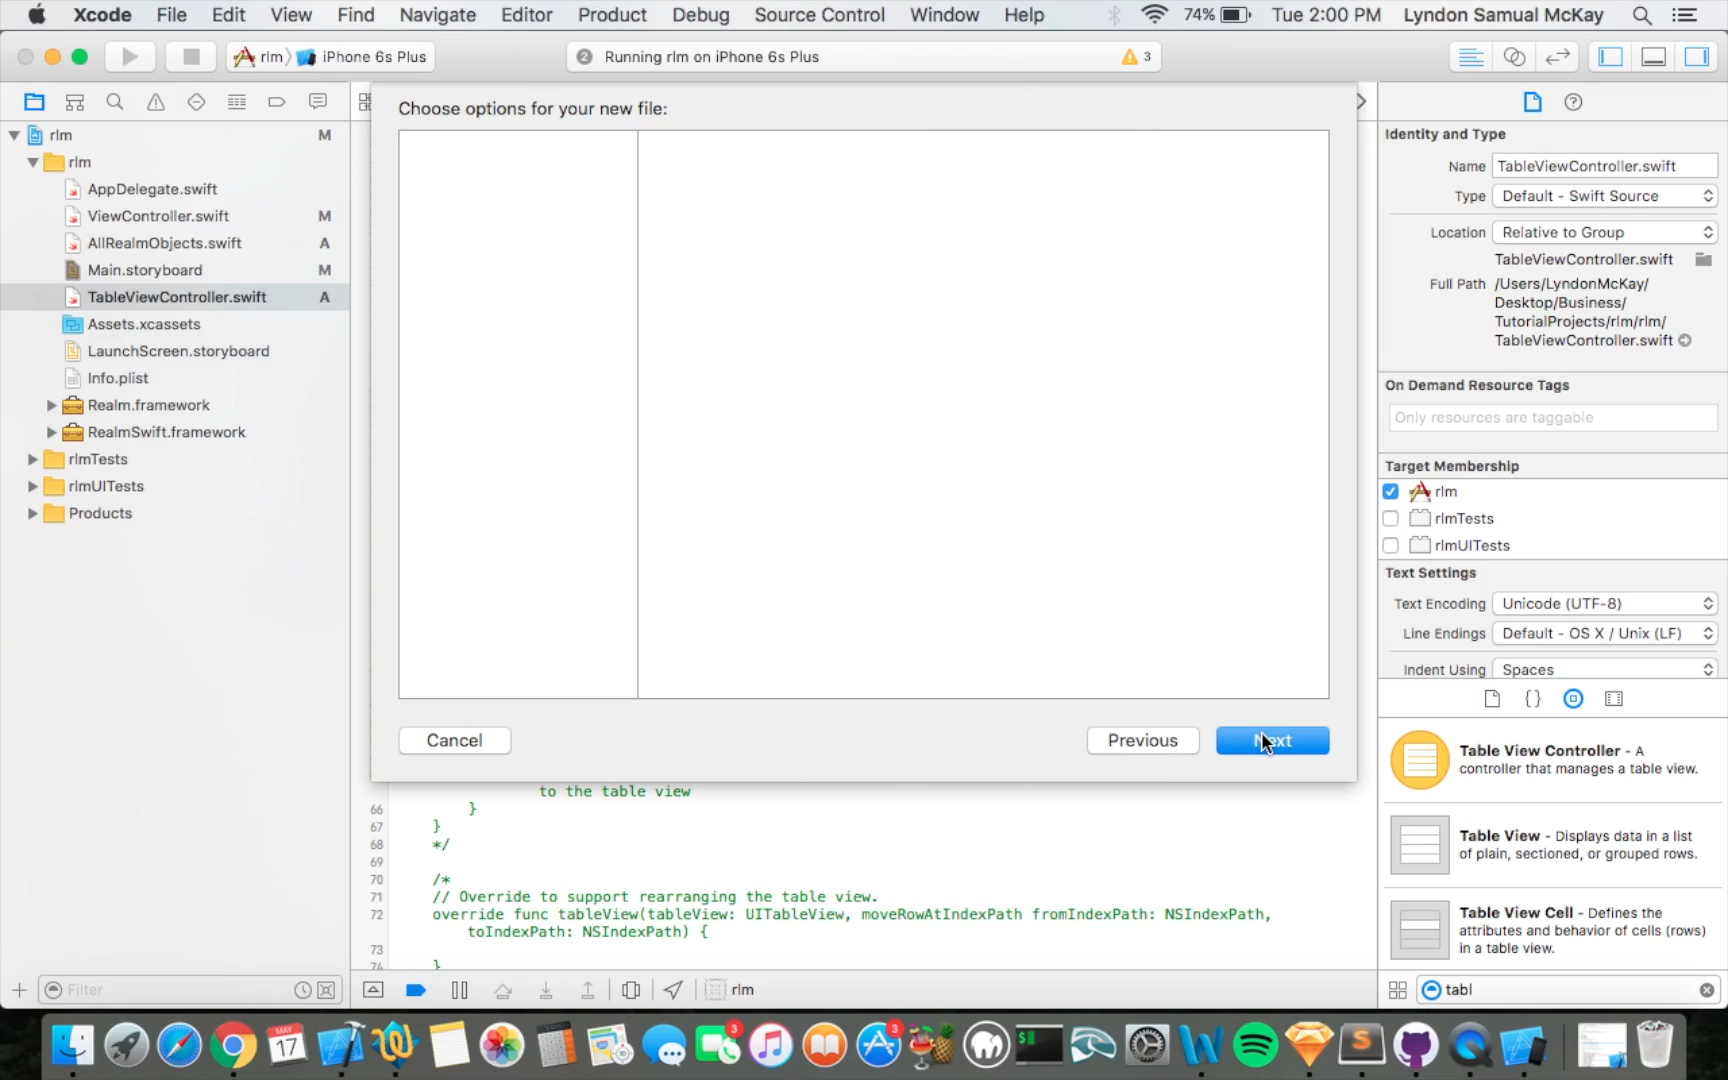 Xcode File Edit View Find Navigate Editor Product Debug Source Control Window Help 74% Tue 2:00 PM Lyndon Samual McKay
rlm iPhone 6s Plus 2 Running rlm on iPhone 6s Plus 3
rlm M
rlm
AppDelegate.swift
ViewController.swift M
AllRealmObjects.swift A
Main.storyboard M
TableViewController.swift A
Assets.xcassets
LaunchScreen.storyboard
Info.plist
Realm.framework
RealmSwift.framework
rlmTests
rlmUITests
Products
Filter
Choose options for your new file:
Cancel Previous Next
to the table view
66 }
67 }
68 */
69
70 /*
71 // Override to support rearranging the table view.
72 override func tableView(tableView: UITableView, moveRowAtIndexPath fromIndexPath: NSIndexPath,
toIndexPath: NSIndexPath) {
73
74 }
rlm
Identity and Type
Name TableViewController.swift
Type Default - Swift Source
Location Relative to Group
TableViewController.swift
Full Path /Users/LyndonMcKay/
Desktop/Business/
TutorialProjects/rlm/rlm/
TableViewController.swift
On Demand Resource Tags
Only resources are taggable
Target Membership
rlm
rlmTests
rlmUITests
Text Settings
Text Encoding Unicode (UTF-8)
Line Endings Default - OS X / Unix (LF)
Indent Using Spaces
{}
Table View Controller - A
controller that manages a table view.
Table View - Displays data in a list
of plain, sectioned, or grouped rows.
Table View Cell - Defines the
attributes and behavior of cells (rows)
in a table view.
tabl
MAY
17
3
3